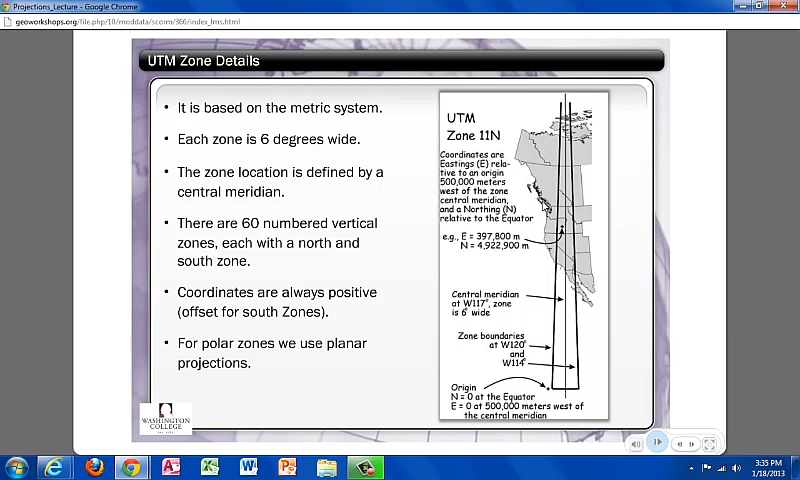 Projections_Lecture - Google Chrome
geoworkshops.org/file.php/10/moddata/scorm/366/index_lms.html
UTM Zone Details
• It is based on the metric system.
• Each zone is 6 degrees wide.
• The zone location is defined by a
central meridian.
• There are 60 numbered vertical
zones, each with a north and
south zone.
• Coordinates are always positive
(offset for south Zones).
• For polar zones we use planar
projections.
UTM
Zone 11N
Coordinates are
Eastings (E) rela-
tive to an origin
500,000 meters
west of the zone
central meridian,
and a Northing (N)
relative to the Equator
e.g., E = 397,800 m
N = 4,922,900 m
Central meridian
at W117°, zone
is 6° wide
Zone boundaries
at W120°
and
W114°
Origin
N = 0 at the Equator
E = 0 at 500,000 meters west of
the central meridian
WASHINGTON
COLLEGE
3:35 PM
1/18/2013